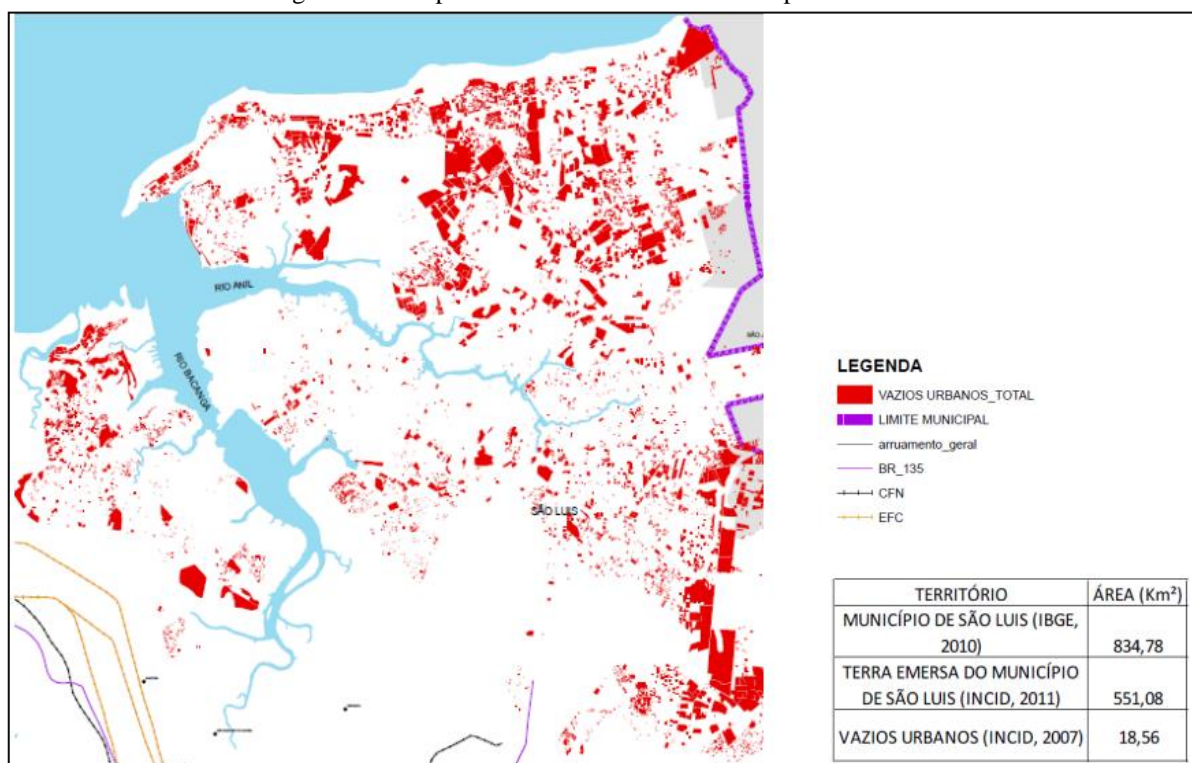 RIO ANIL
RIO BACANGA
SÃO LUIS
LEGENDA
VAZIOS URBANOS_TOTAL
LIMITE MUNICIPAL
arruamento_geral
BR_135
CFN
EFC
TERRITÓRIO ÁREA (Km²)
MUNICÍPIO DE SÃO LUIS (IBGE,
2010) 834,78
TERRA EMERSA DO MUNICÍPIO
DE SÃO LUIS (INCID, 2011) 551,08
VAZIOS URBANOS (INCID, 2007) 18,56